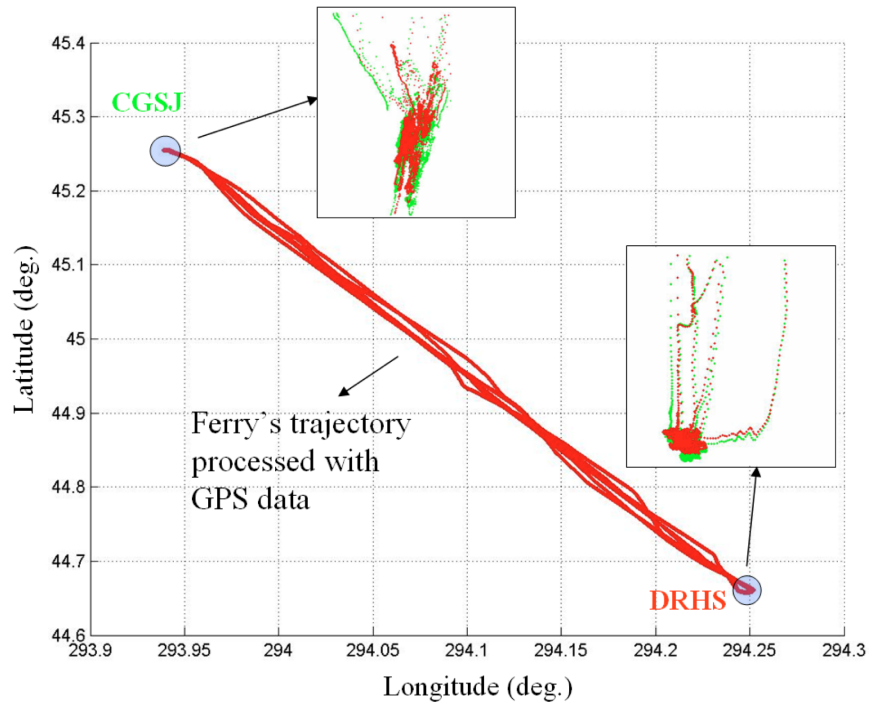 45.4
CGSJ
45.3
45.2
45.1
45
44.9
44.8
44.7
44.6
Latitude (deg.)
Ferry's trajectory
processed with
GPS data
DRHS
293.9 293.95 294 294.05 294.1 294.15 294.2 294.25 294.3
Longitude (deg.)